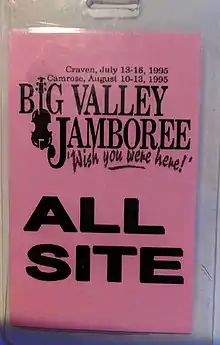 Craven, July 13-16, 1995
Camrose, August 10-13, 1995
BIG VALLEY
JAMBOREE
"Wish you were here!"
ALL
SITE